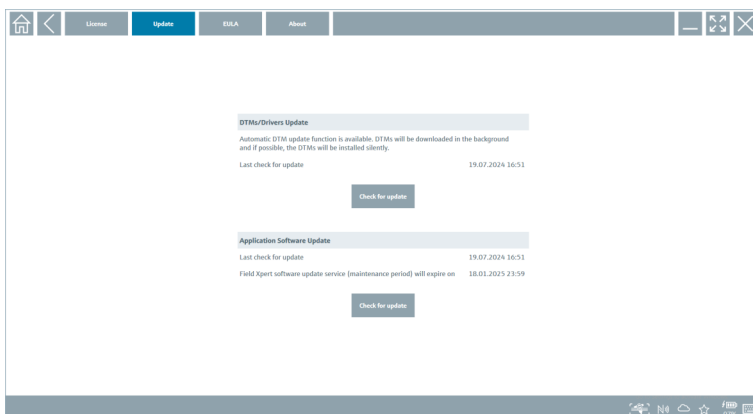 License Update EULA About
DTMs/Drivers Update
Automatic DTM update function is available. DTMs will be downloaded in the background
and if possible, the DTMs will be installed silently.
Last check for update 19.07.2024 16:51
Check for update
Application Software Update
Last check for update 19.07.2024 16:51
Field Xpert software update service (maintenance period) will expire on 18.01.2025 23:59
Check for update